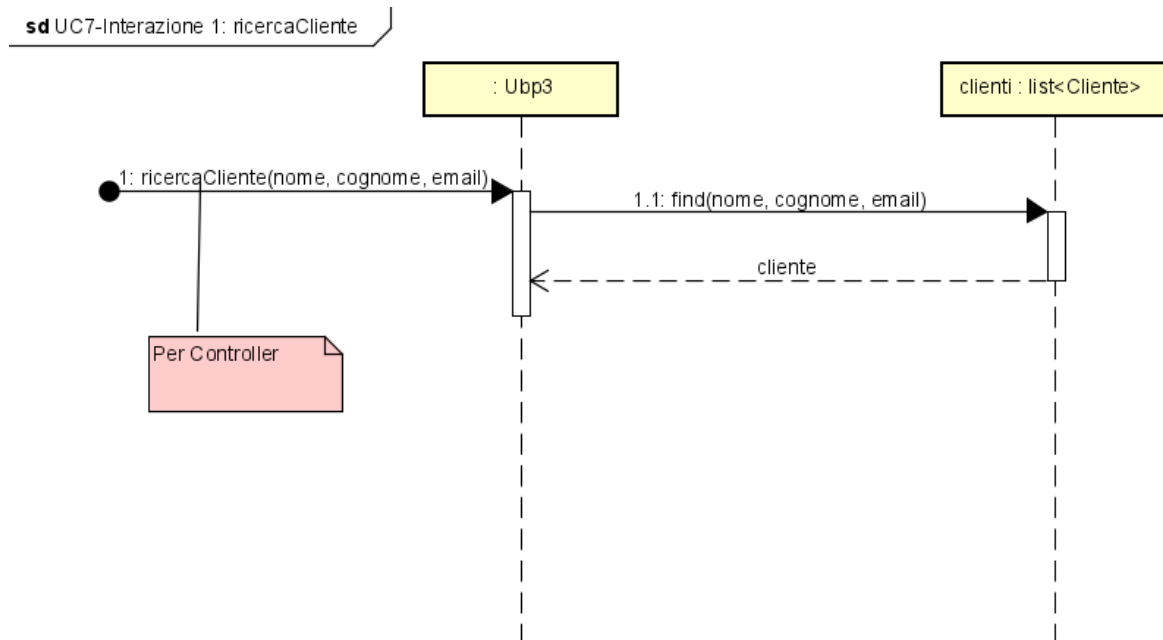 sd UC7-Interazione 1: ricercaCliente
: Ubp3
clienti : list<Cliente>
1: ricercaCliente(nome, cognome, email)
1.1: find(nome, cognome, email)
cliente
Per Controller